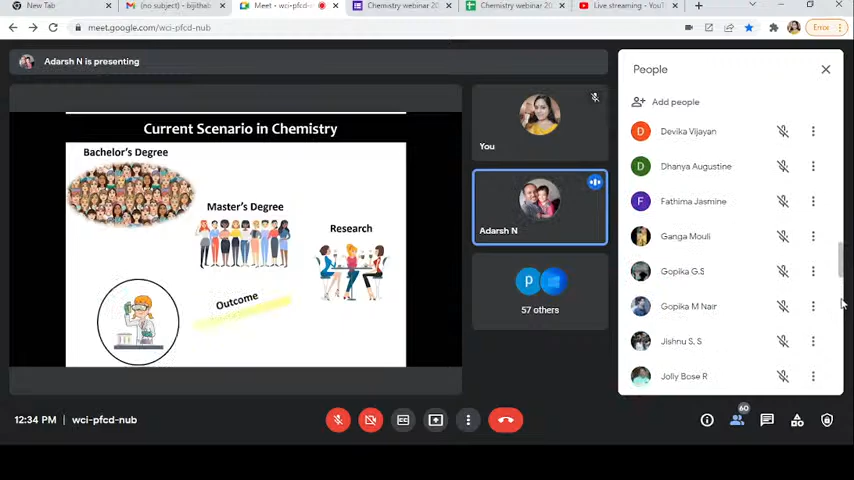 New Tab
(no subject) - bijithab
Meet - wci-pfcd-nub
Chemistry webinar 20
Chemistry webinar 20
Live streaming - YouT
meet.google.com/wci-pfcd-nub
Error
Adarsh N is presenting
Current Scenario in Chemistry
Bachelor's Degree
Master's Degree
Research
Outcome
You
Adarsh N
p
57 others
People
Add people
D
Devika Vijayan
D
Dhanya Augustine
F
Fathima Jasmine
Ganga Mouli
Gopika G.S
Gopika M Nair
Jishnu S, S
Jolly Bose R
12:34 PM
wci-pfcd-nub
60